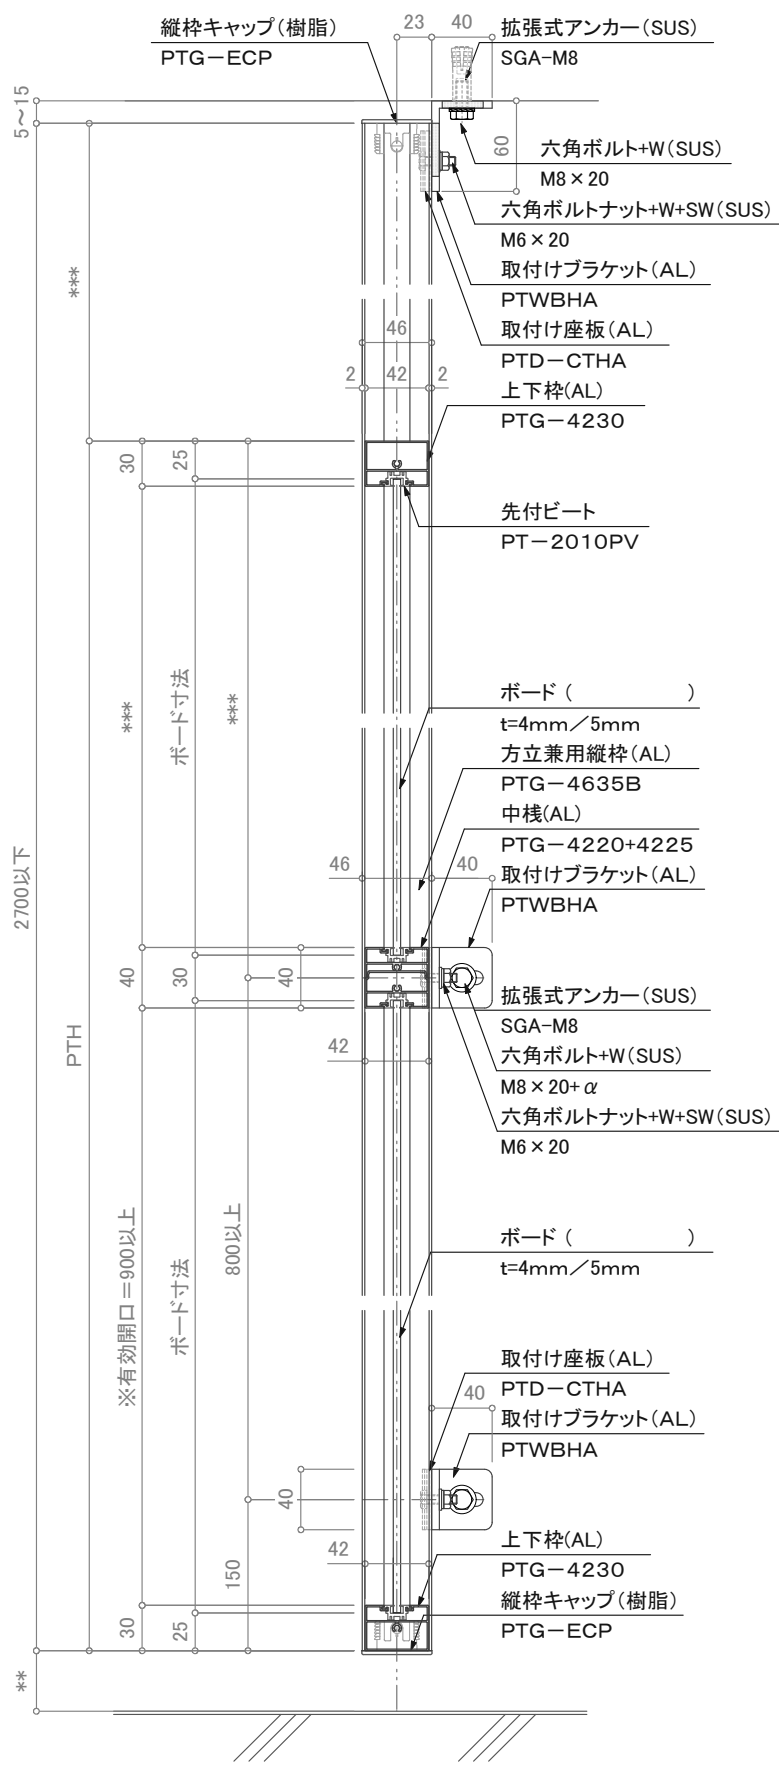 縦枠キャップ(樹脂)
PTG-ECP
23
40
拡張式アンカー(SUS)
SGA-M8
5~15
60
六角ボルト+W(SUS)
M8×20
六角ボルトナット+W+SW(SUS)
M6×20
***
取付けブラケット(AL)
PTWBHA
46
取付け座板(AL)
PTD-CTHA
2
42
2
上下枠(AL)
PTG-4230
30
25
先付ビート
PT-2010PV
***
ボード寸法
***
ボード(          )
t=4mm/5mm
方立兼用縦枠(AL)
PTG-4635B
中桟(AL)
PTG-4220+4225
2700以下
46
40
取付けブラケット(AL)
PTWBHA
40
30
40
拡張式アンカー(SUS)
SGA-M8
PTH
42
六角ボルト+W(SUS)
M8×20+α
六角ボルトナット+W+SW(SUS)
M6×20
※有効開口=900以上
ボード寸法
800以上
ボード(          )
t=4mm/5mm
取付け座板(AL)
PTD-CTHA
40
取付けブラケット(AL)
PTWBHA
40
150
42
上下枠(AL)
PTG-4230
30
25
縦枠キャップ(樹脂)
PTG-ECP
**